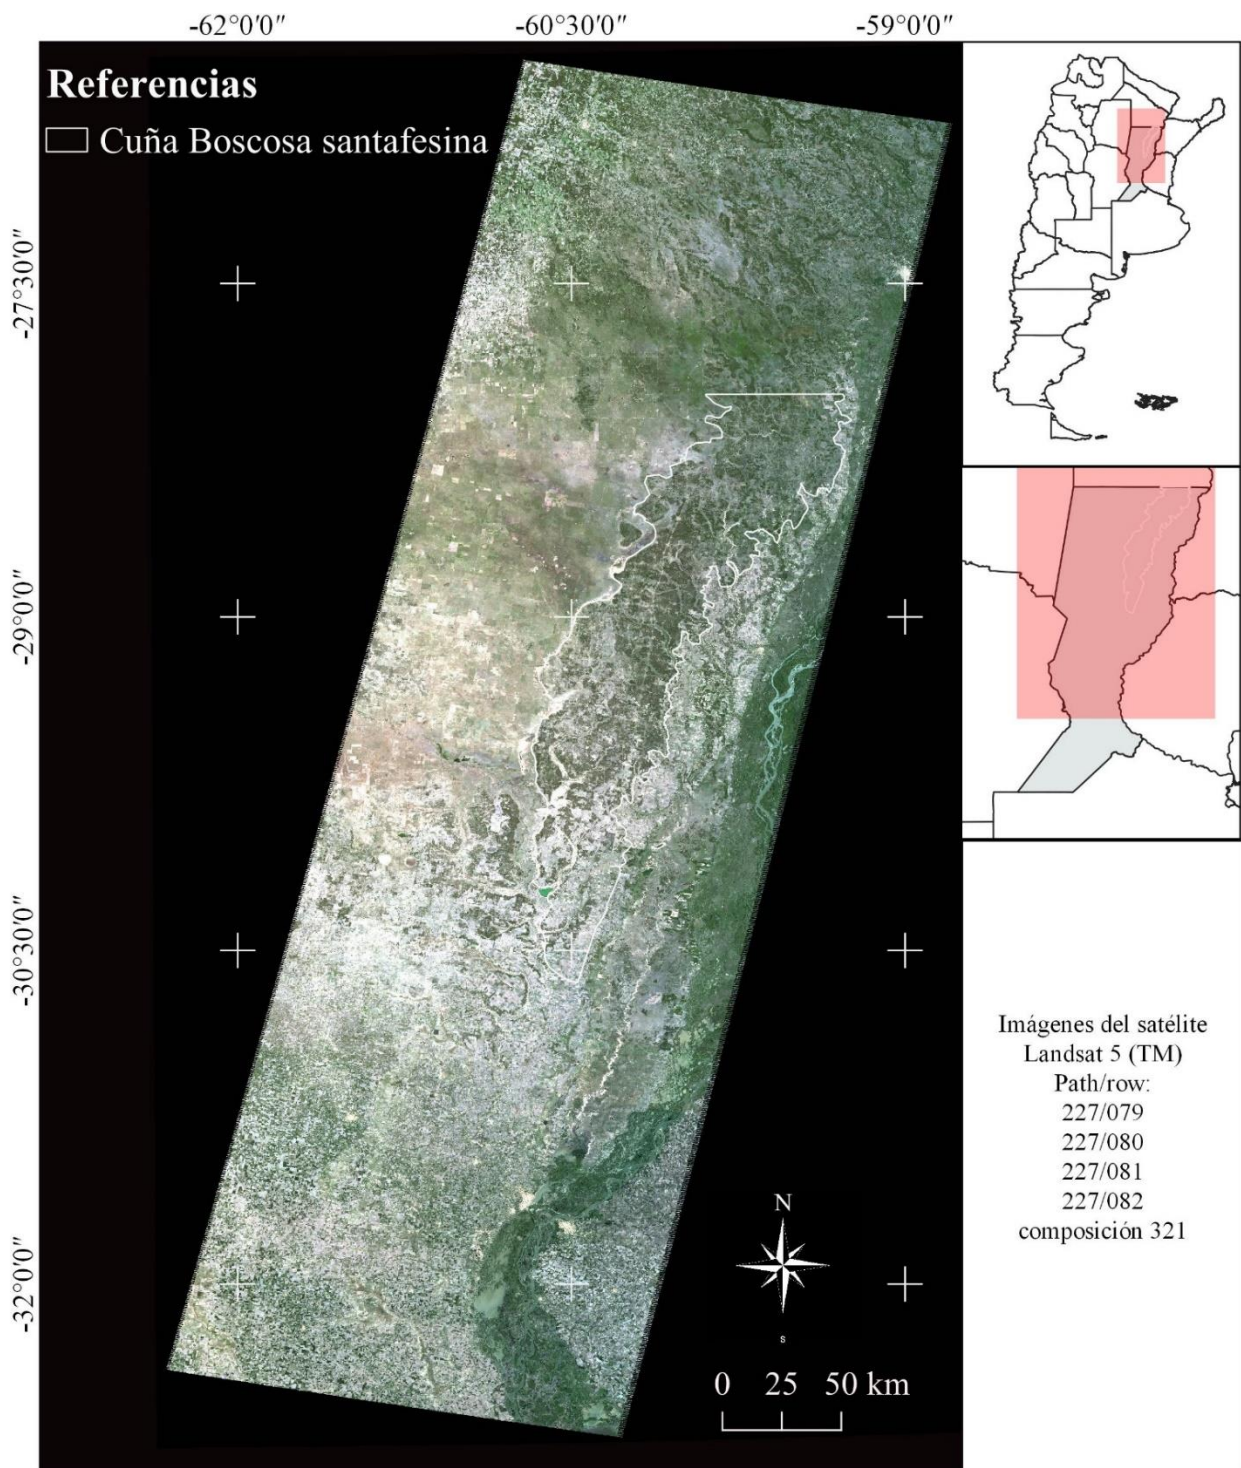 -62°0'0"
-60°30'0"
-59°0'0"
Referencias
Cuña Boscosa santafesina
-27°30'0"
-29°0'0"
-30°30'0"
-32°0'0"
N
s
0 25 50 km
Imágenes del satélite
Landsat 5 (TM)
Path/row:
227/079
227/080
227/081
227/082
composición 321